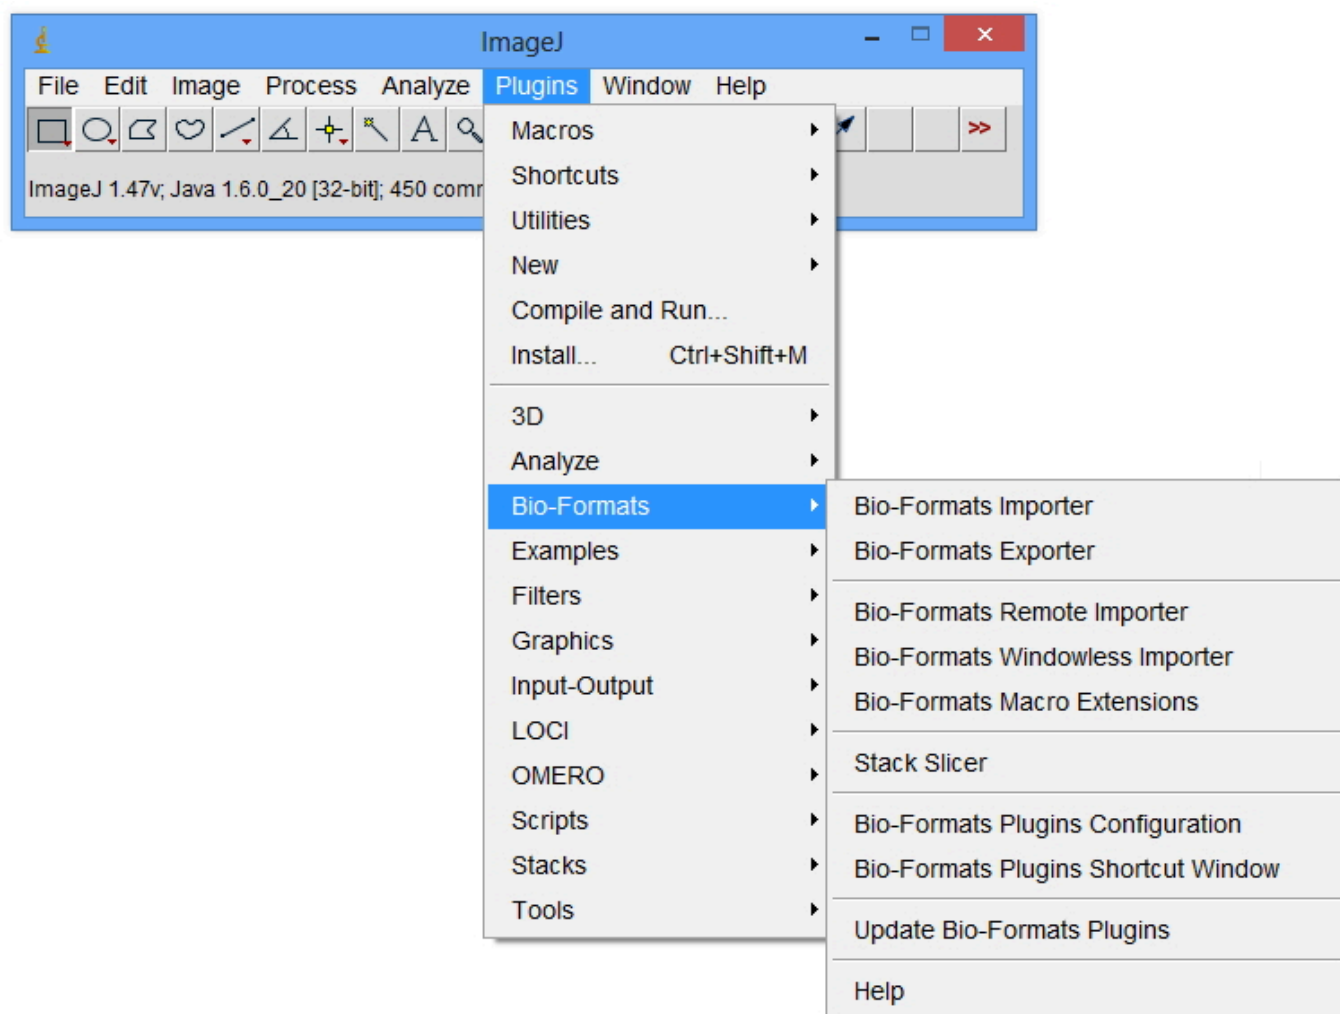 ImageJ
File Edit Image Process Analyze Plugins Window Help
A >>
ImageJ 1.47v; Java 1.6.0_20 [32-bit]; 450
Macros
Shortcuts
Utilities
New
Compile and Run...
Install... Ctrl+Shift+M
3D
Analyze
Bio-Formats
Examples
Filters
Graphics
Input-Output
LOCI
OMERO
Scripts
Stacks
Tools
Bio-Formats Importer
Bio-Formats Exporter
Bio-Formats Remote Importer
Bio-Formats Windowless Importer
Bio-Formats Macro Extensions
Stack Slicer
Bio-Formats Plugins Configuration
Bio-Formats Plugins Shortcut Window
Update Bio-Formats Plugins
Help